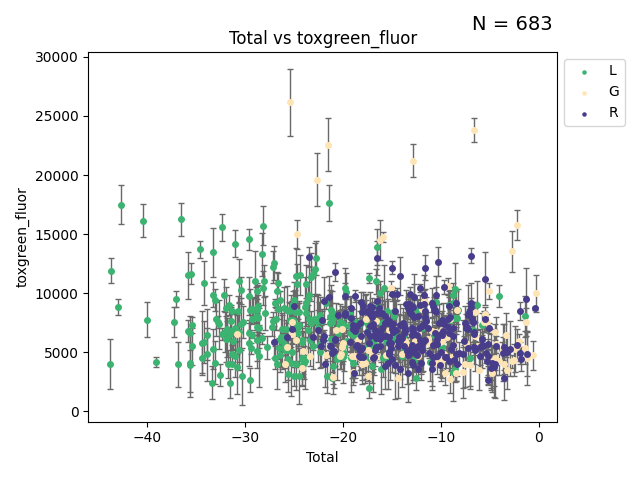 N = 683
Total vs toxgreen_fluor
30000
25000
20000
15000
10000
5000
0
toxgreen_fluor
−40
−30
−20
−10
0
Total
L
G
R